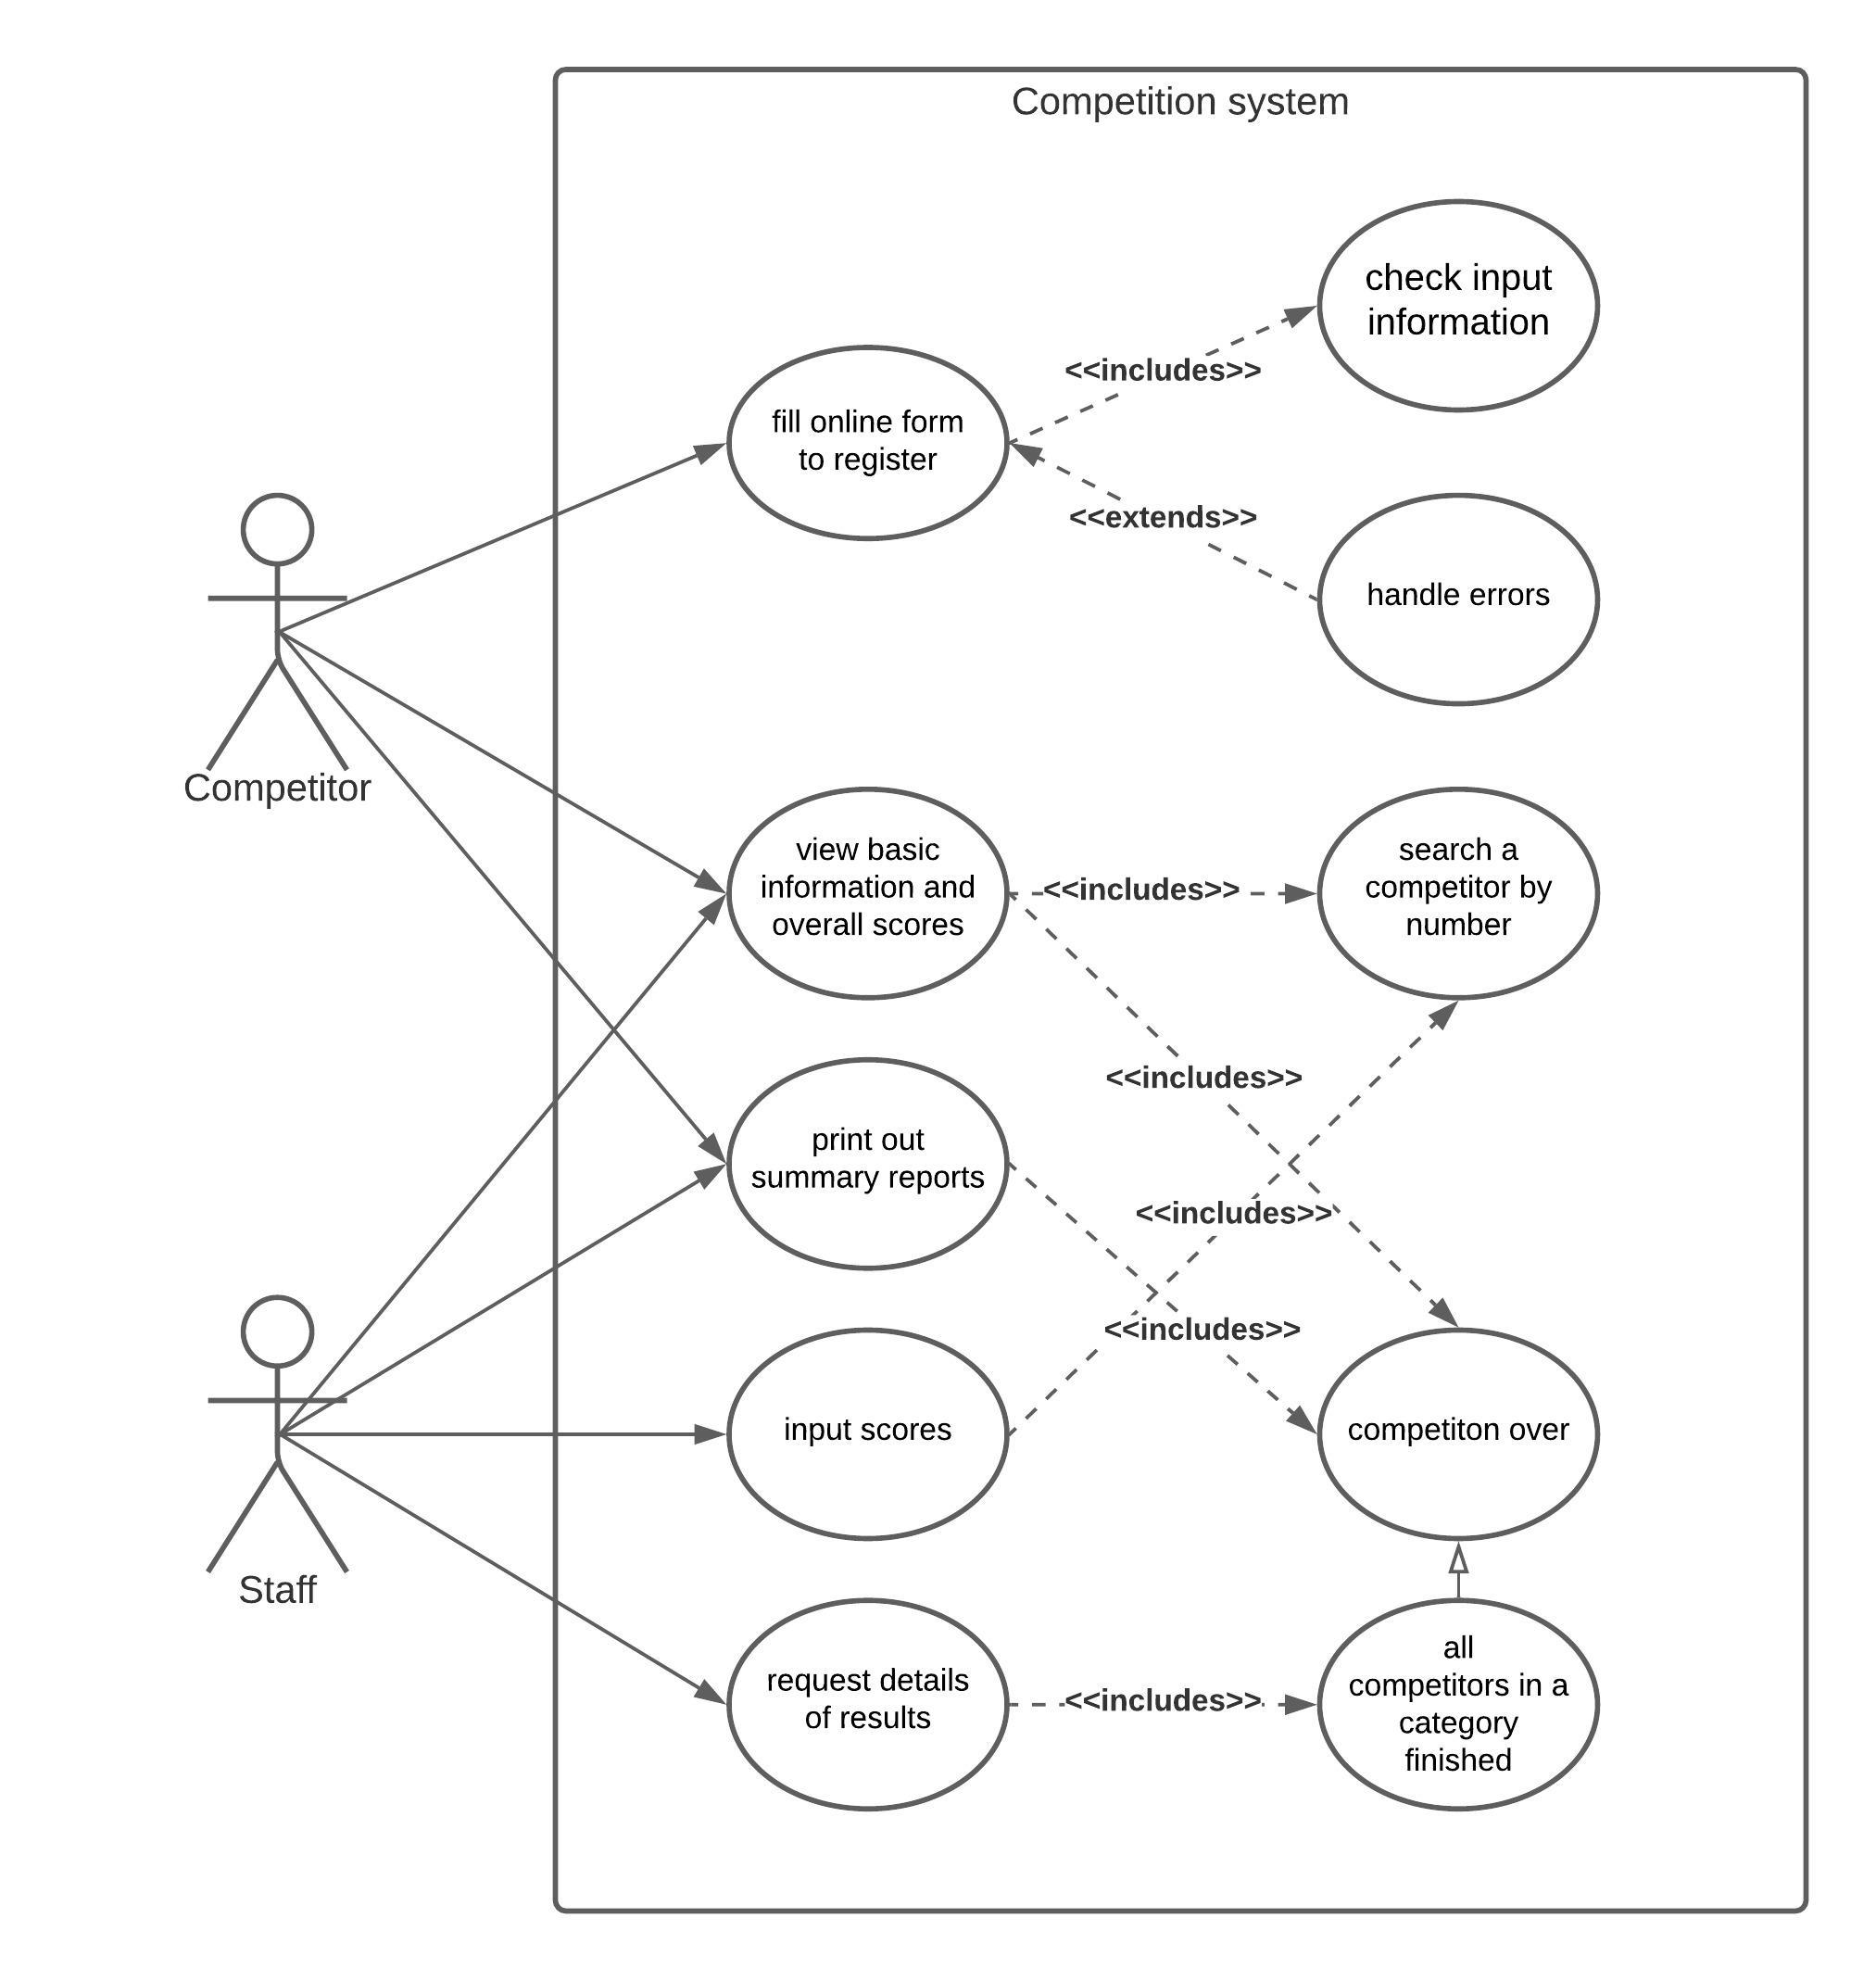 Competition system
check input
information
<<includes>>
fill online form
to register
<<extends>>
handle errors
Competitor
view basic
information and
overall scores
<<includes>>
search a
competitor by
number
<<includes>>
print out
summary reports
<<includes>>
<<includes>>
input scores
competiton over
Staff
request details
of results
<<includes>>
all
competitors in a
category
finished